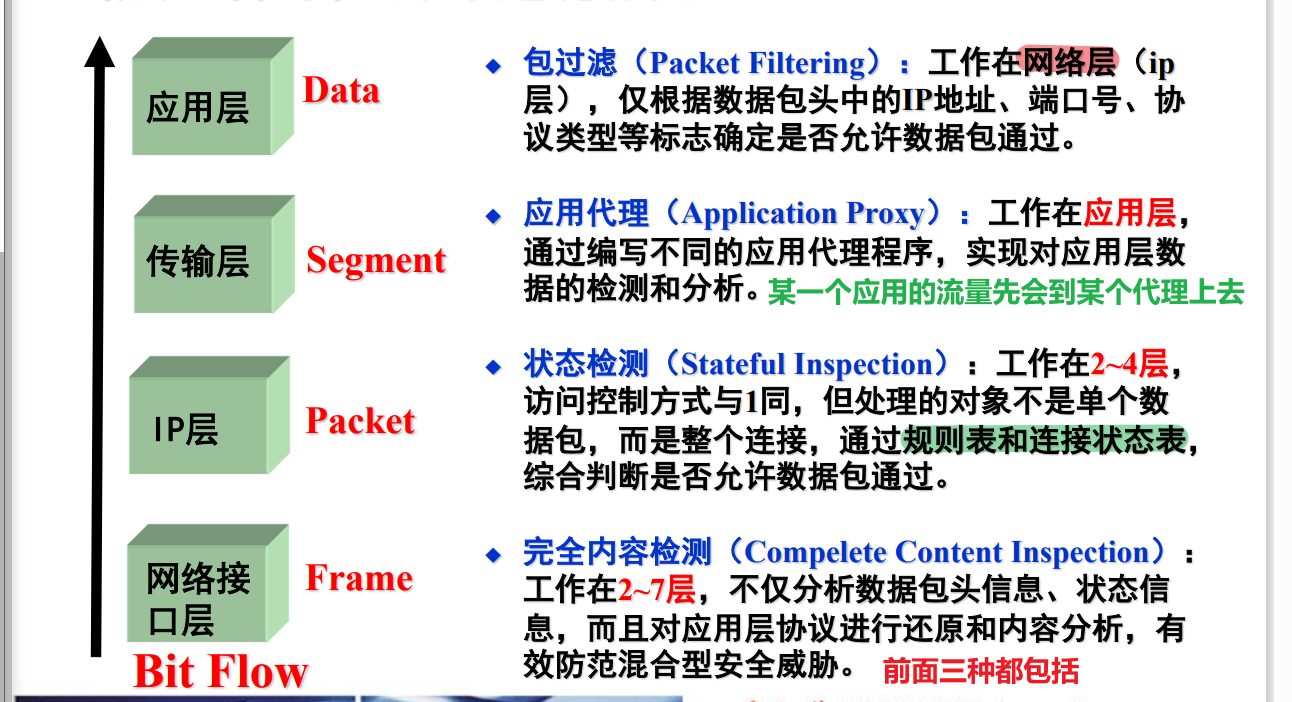 应用层
Data
传输层
Segment
IP层
Packet
网络接
口层
Frame
Bit Flow
包过滤（Packet Filtering）：工作在网络层（ip
层），仅根据数据包头中的IP地址、端口号、协
议类型等标志确定是否允许数据包通过。
应用代理（Application Proxy）：工作在应用层，
通过编写不同的应用代理程序，实现对应用层数
据的检测和分析。某一个应用的流量先会到某个代理上去
状态检测（Stateful Inspection）：工作在2~4层，
访问控制方式与1同，但处理的对象不是单个数
据包，而是整个连接，通过规则表和连接状态表，
综合判断是否允许数据包通过。
完全内容检测（Compelete Content Inspection）：
工作在2~7层，不仅分析数据包头信息、状态信
息，而且对应用层协议进行还原和内容分析，有
效防范混合型安全威胁。 前面三种都包括